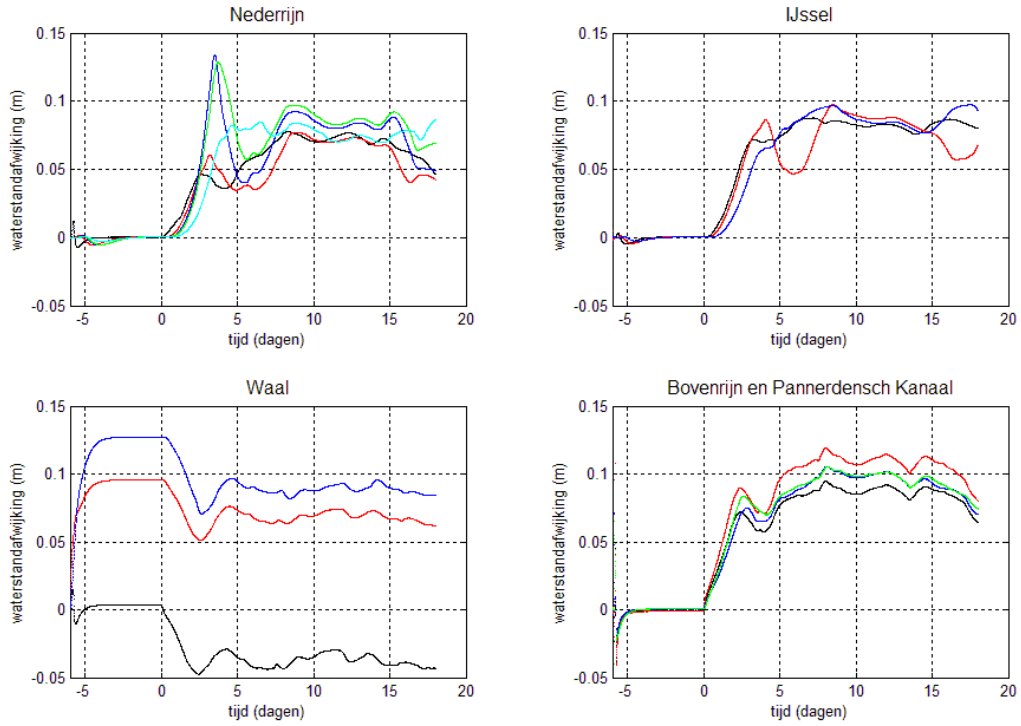 Nederrijn
0.15
0.1
0.05
0
-0.05
waterstandafwijking (m)
-5 0 5 10 15 20
tijd (dagen)
IJssel
0.15
0.1
0.05
0
-0.05
waterstandafwijking (m)
-5 0 5 10 15 20
tijd (dagen)
Waal
0.15
0.1
0.05
0
-0.05
waterstandafwijking (m)
-5 0 5 10 15 20
tijd (dagen)
Bovenrijn en Pannerdensch Kanaal
0.15
0.1
0.05
0
-0.05
waterstandafwijking (m)
-5 0 5 10 15 20
tijd (dagen)